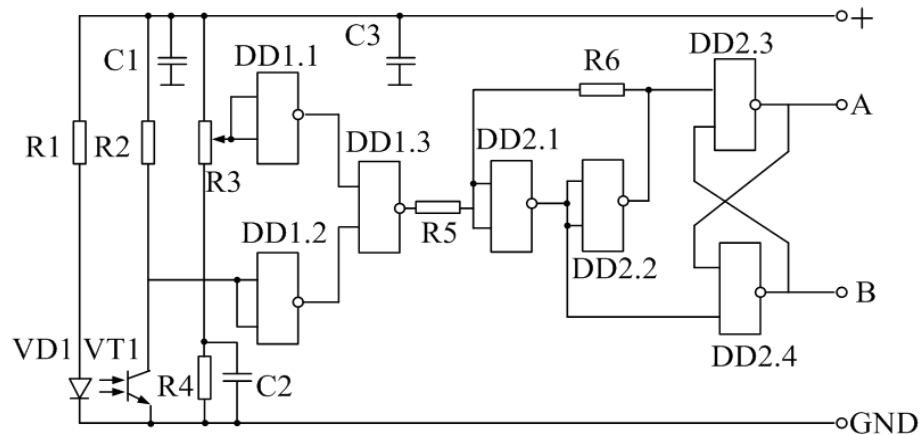 +
C1
C3
DD1.1
R6
DD2.3
A
R1
R2
R3
DD1.3
DD2.1
R5
DD1.2
DD2.2
B
DD2.4
VD1
VT1
R4
C2
GND